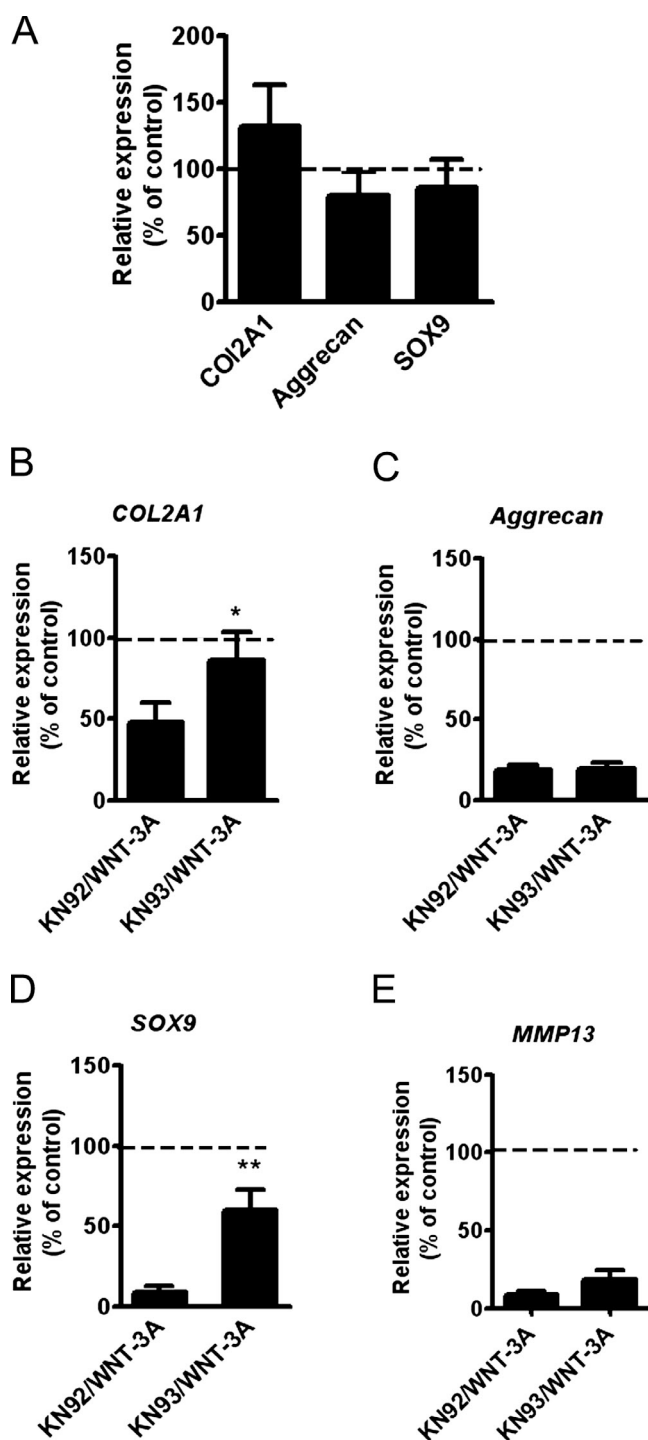 A
Relative expression
(% of control)
200
150
100
50
0
COl2A1
Aggrecan
SOX9
B
COL2A1
Relative expression
(% of control)
150
100
50
0
*
KN92/WNT-3A
KN93/WNT-3A
C
Aggrecan
Relative expression
(% of control)
150
100
50
0
KN92/WNT-3A
KN93/WNT-3A
D
SOX9
Relative expression
(% of control)
150
100
50
0
**
KN92/WNT-3A
KN93/WNT-3A
E
MMP13
Relative expression
(% of control)
150
100
50
0
KN92/WNT-3A
KN93/WNT-3A